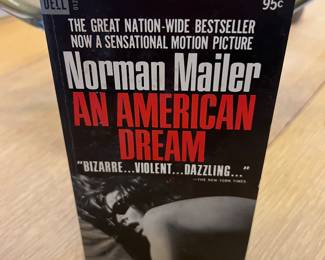 DELL
95c
THE GREAT NATION-WIDE BESTSELLER
NOW A SENSATIONAL MOTION PICTURE
Norman Mailer
AN AMERICAN
DREAM
"BIZARRE...VIOLENT...DAZZLING..."
—THE NEW YORK TIMES